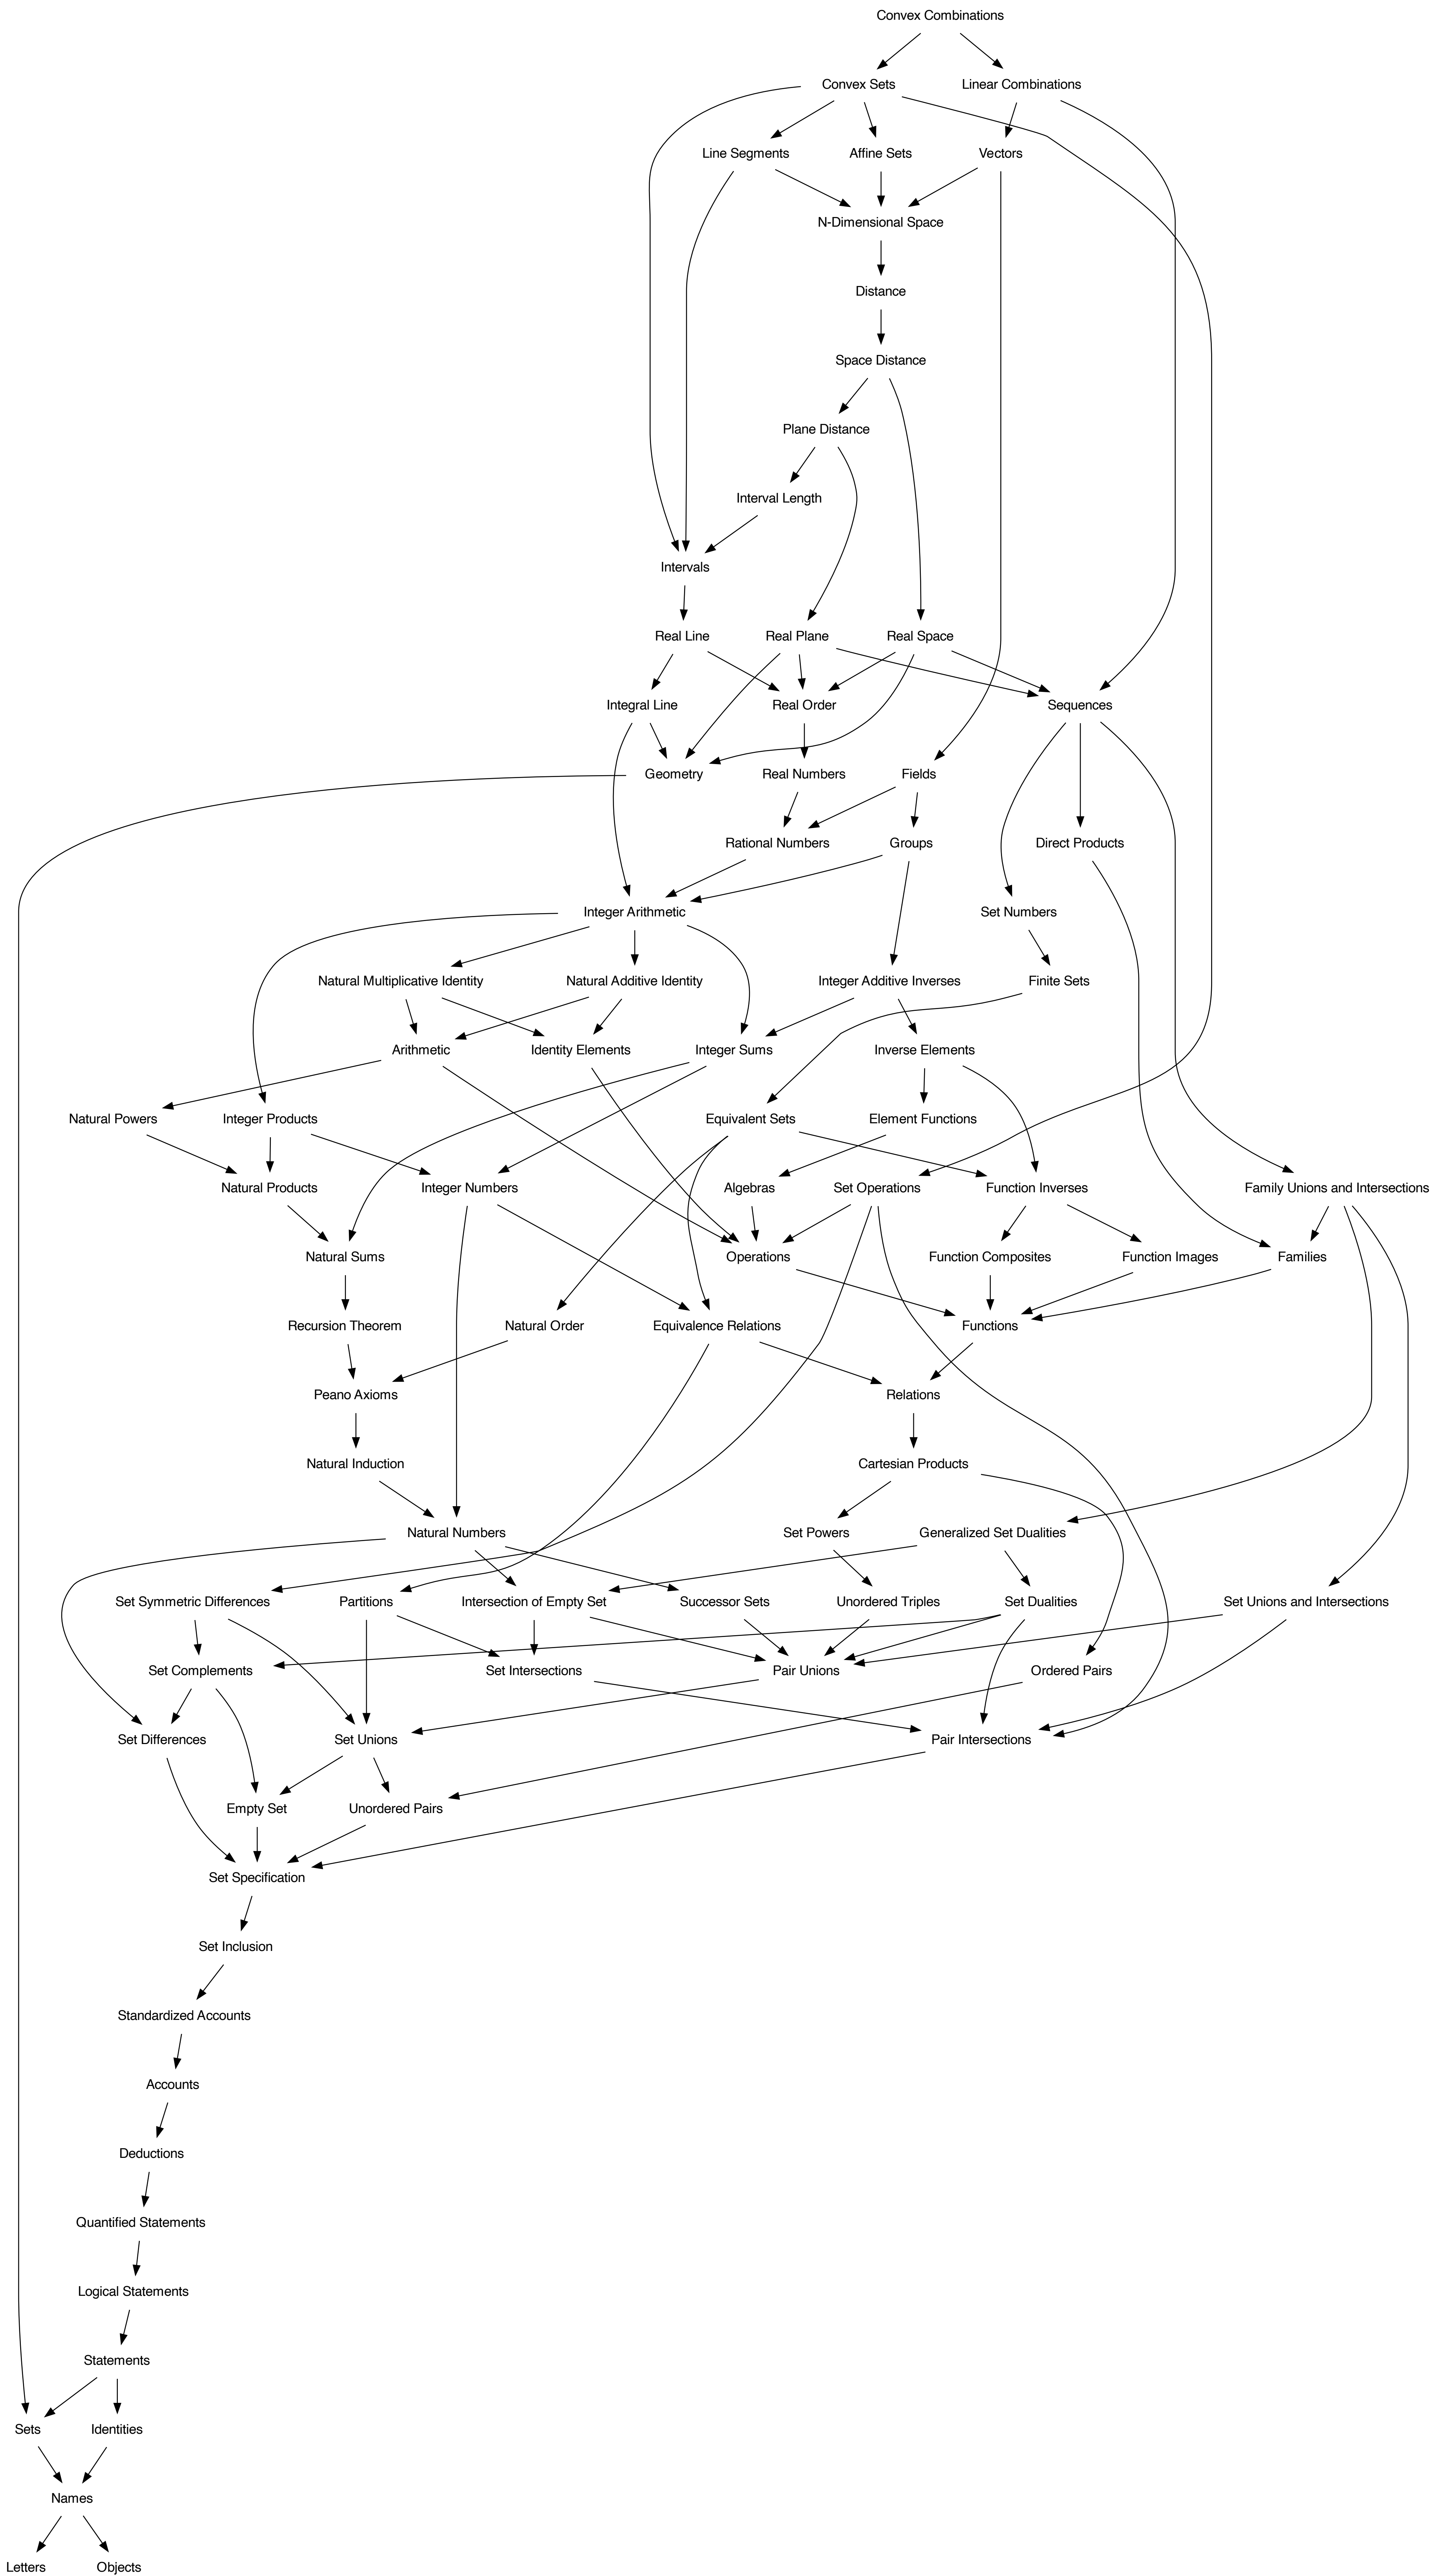 Convex Combinations
Convex Sets
Linear Combinations
Line Segments
Affine Sets
Vectors
N-Dimensional Space
Distance
Space Distance
Plane Distance
Interval Length
Intervals
Real Line
Real Plane
Real Space
Integral Line
Real Order
Sequences
Geometry
Real Numbers
Fields
Rational Numbers
Groups
Direct Products
Integer Arithmetic
Set Numbers
Natural Multiplicative Identity
Natural Additive Identity
Integer Additive Inverses
Finite Sets
Arithmetic
Identity Elements
Integer Sums
Inverse Elements
Natural Powers
Integer Products
Equivalent Sets
Element Functions
Natural Products
Integer Numbers
Algebras
Set Operations
Function Inverses
Family Unions and Intersections
Natural Sums
Operations
Function Composites
Function Images
Families
Recursion Theorem
Natural Order
Equivalence Relations
Functions
Peano Axioms
Relations
Natural Induction
Cartesian Products
Natural Numbers
Set Powers
Generalized Set Dualities
Set Symmetric Differences
Partitions
Intersection of Empty Set
Successor Sets
Unordered Triples
Set Dualities
Set Unions and Intersections
Set Complements
Set Intersections
Pair Unions
Ordered Pairs
Set Differences
Set Unions
Pair Intersections
Empty Set
Unordered Pairs
Set Specification
Set Inclusion
Standardized Accounts
Accounts
Deductions
Quantified Statements
Logical Statements
Statements
Sets
Identities
Names
Letters
Objects